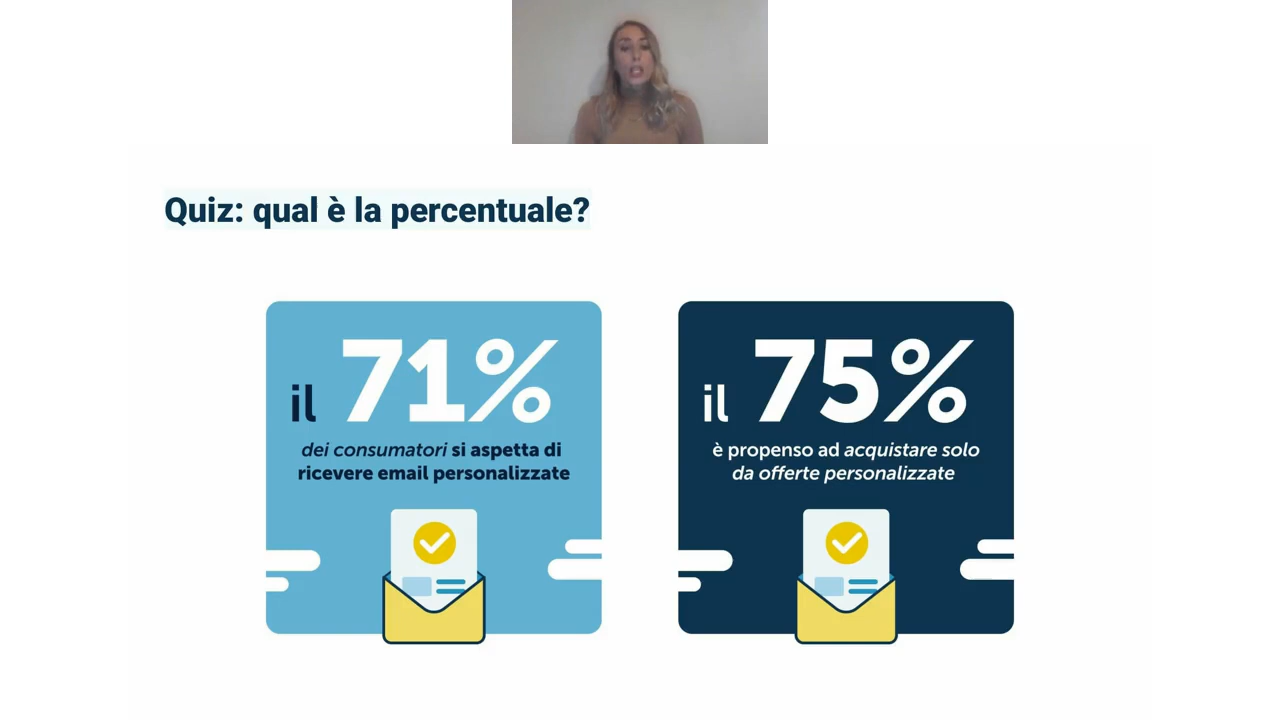 Quiz: qual è la percentuale?
il 71%
dei consumatori si aspetta di
ricevere email personalizzate
il 75%
è propenso ad acquistare solo
da offerte personalizzate